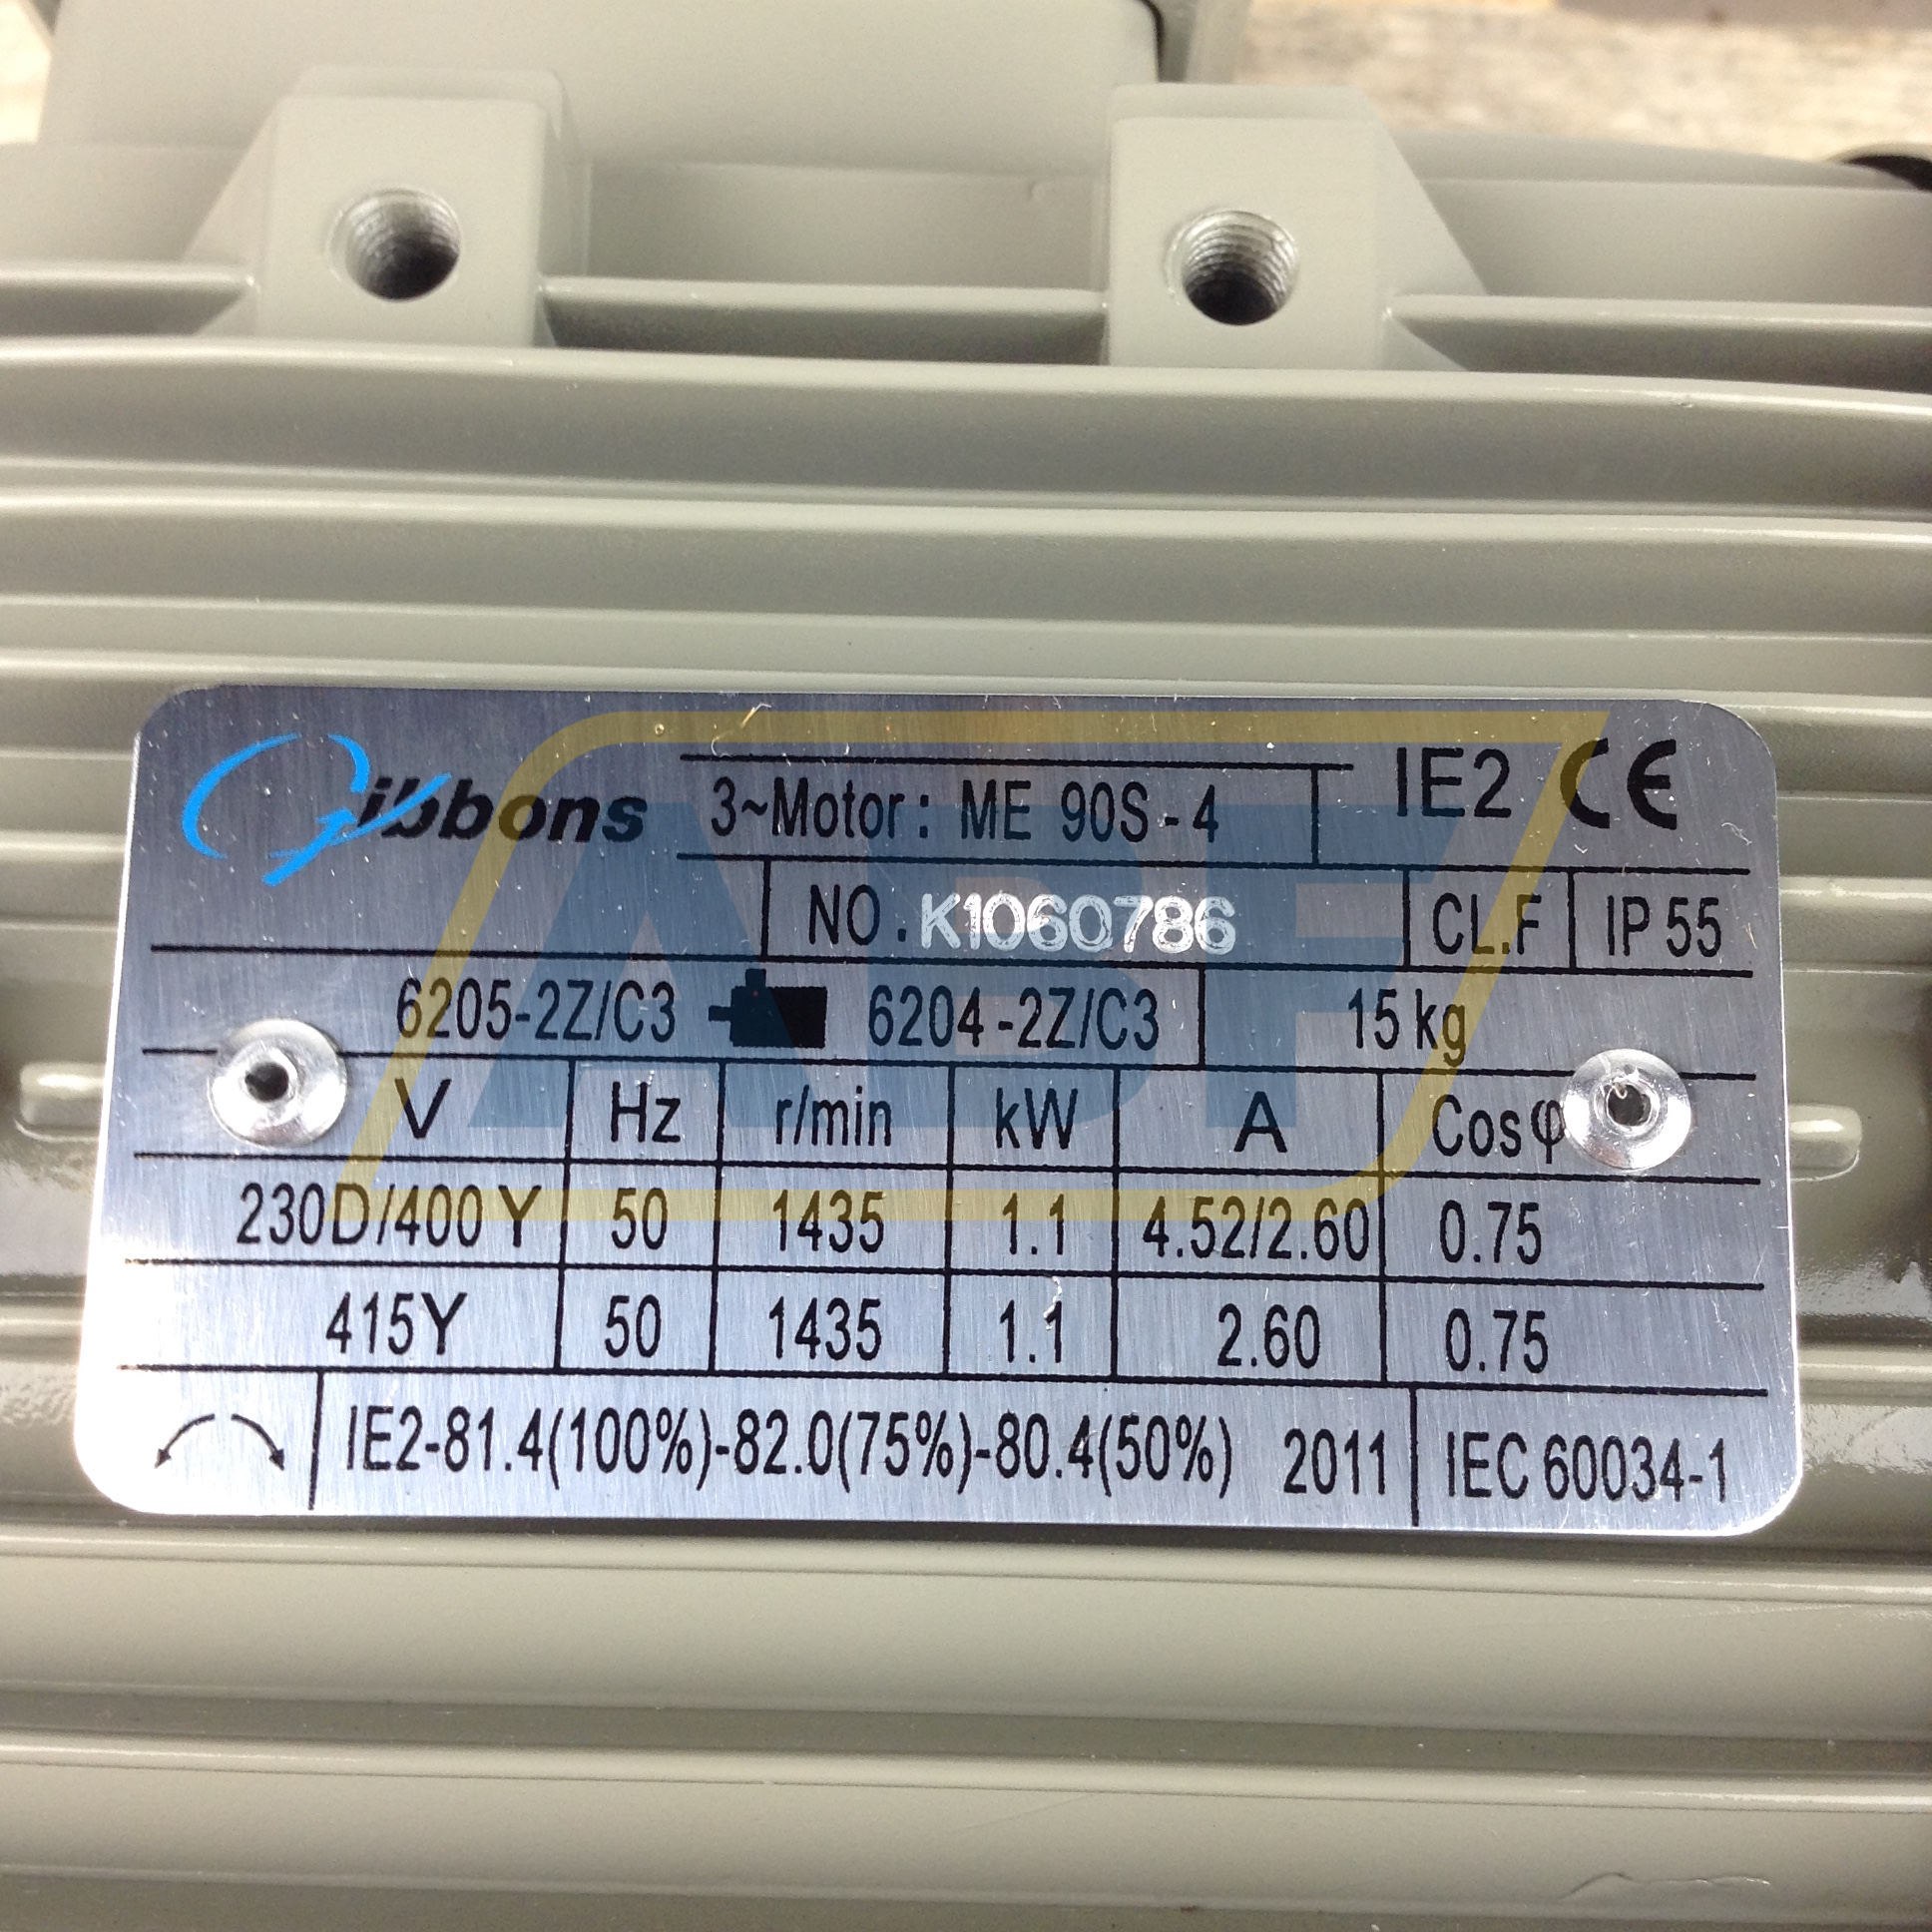 Gibbons 3~Motor: ME 90S-4 IE2 CE
NO. K1060786 CL.F IP 55
6205-2Z/C3 6204-2Z/C3 15 kg
V Hz r/min kW A Cosφ
230D/400Y 50 1435 1.1 4.52/2.60 0.75
415Y 50 1435 1.1 2.60 0.75
IE2-81.4(100%)-82.0(75%)-80.4(50%) 2011 IEC 60034-1
ABF